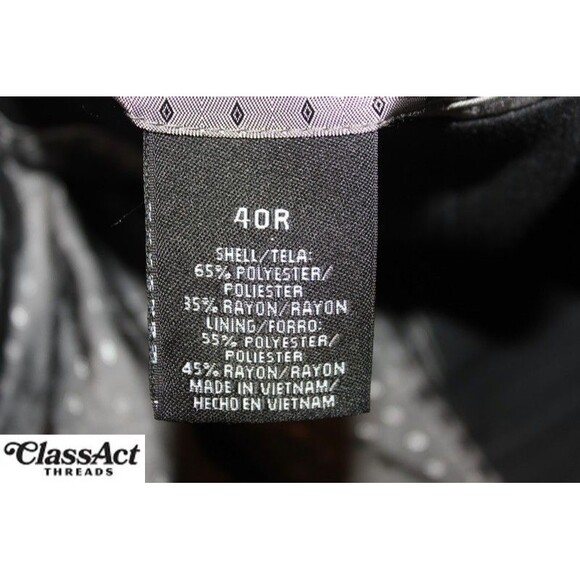 40R
SHELL/TELA:
65% POLYESTER/
POLIESTER
35% RAYON/RAYON
LINING/FORRO:
55% POLYESTER/
POLIESTER
45% RAYON/RAYON
MADE IN VIETNAM/
HECHO EN VIETNAM
ClassAct
THREADS